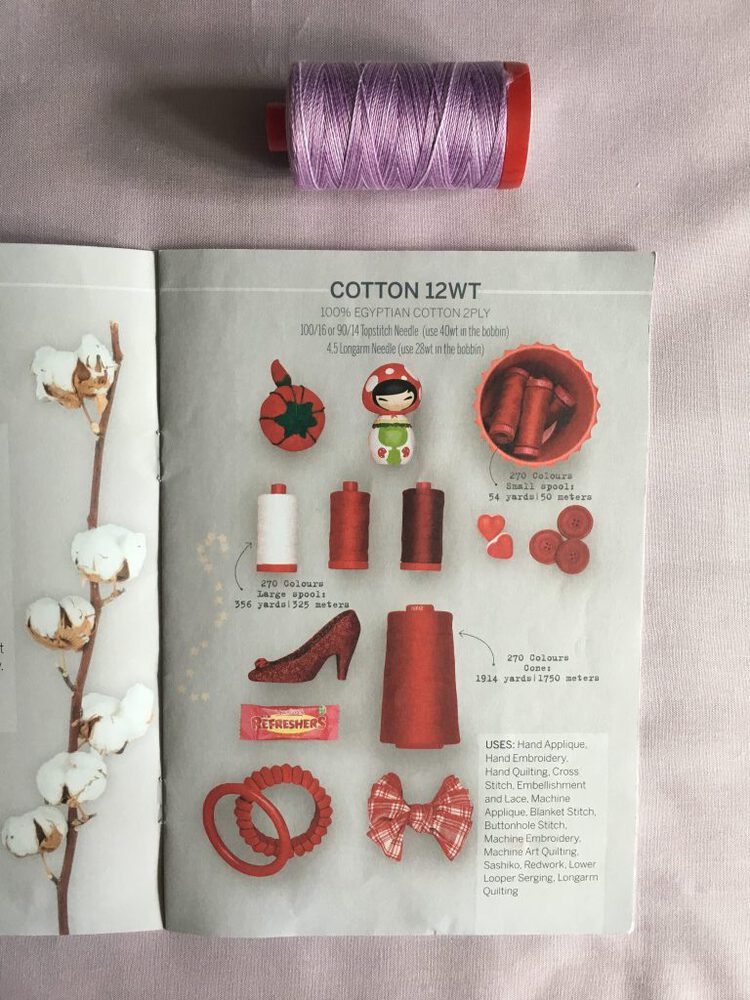 COTTON 12WT
100% EGYPTIAN COTTON 2PLY
100/16 or 90/14 Topstitch Needle (use 40wt in the bobbin)
4.5 Longarm Needle (use 28wt in the bobbin)
270 Colours
Small spool:
54 yards|50 meters
270 Colours
Large spool:
356 yards|325 meters
270 Colours
Cone:
1914 yards|1750 meters
REFRESHERS
USES: Hand Applique,
Hand Embroidery,
Hand Quilting, Cross
Stitch, Embellishment
and Lace, Machine
Applique, Blanket Stitch,
Buttonhole Stitch,
Machine Embroidery,
Machine Art Quilting,
Sashiko, Redwork, Lower
Looper Serging, Longarm
Quilting